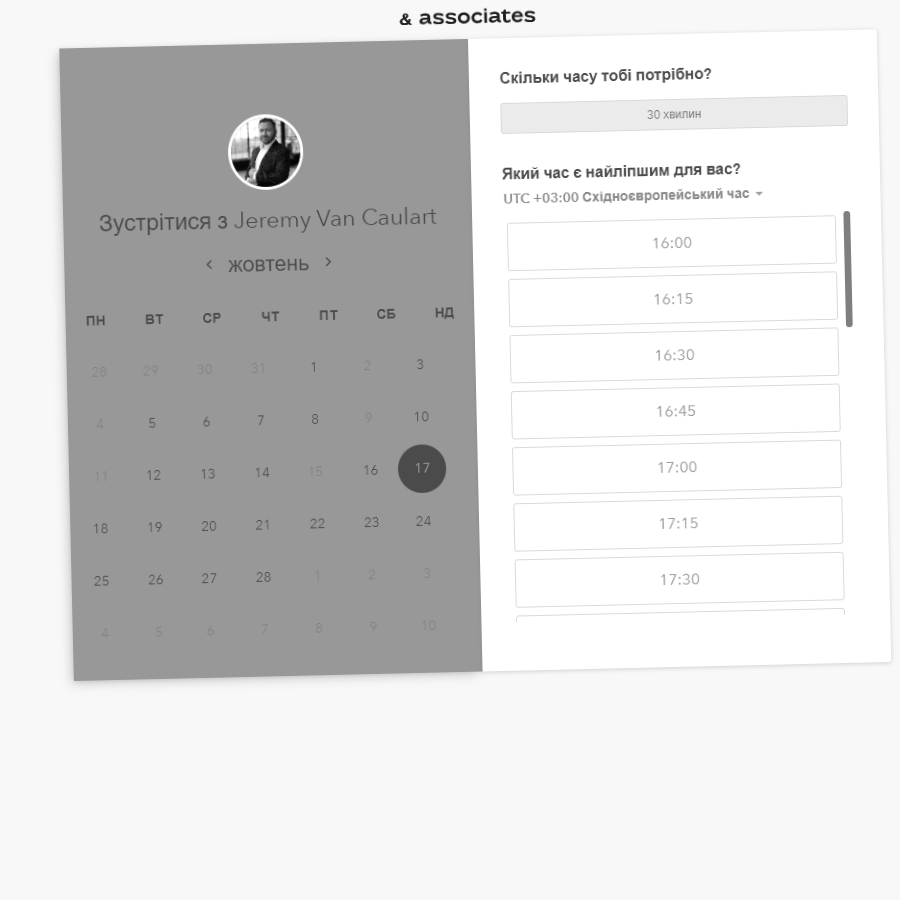 & associates
Зустрітися з Jeremy Van Caulart
жовтень
ПН ВТ СР ЧТ ПТ СБ НД
28 29 30 31 1 2 3
4 5 6 7 8 9 10
11 12 13 14 15 16 17
18 19 20 21 22 23 24
25 26 27 28 1 2 3
4 5 6 7 8 9 10
Скільки часу тобі потрібно?
30 хвилин
Який час є найліпшим для вас?
UTC +03:00 Східноєвропейський час
16:00
16:15
16:30
16:45
17:00
17:15
17:30